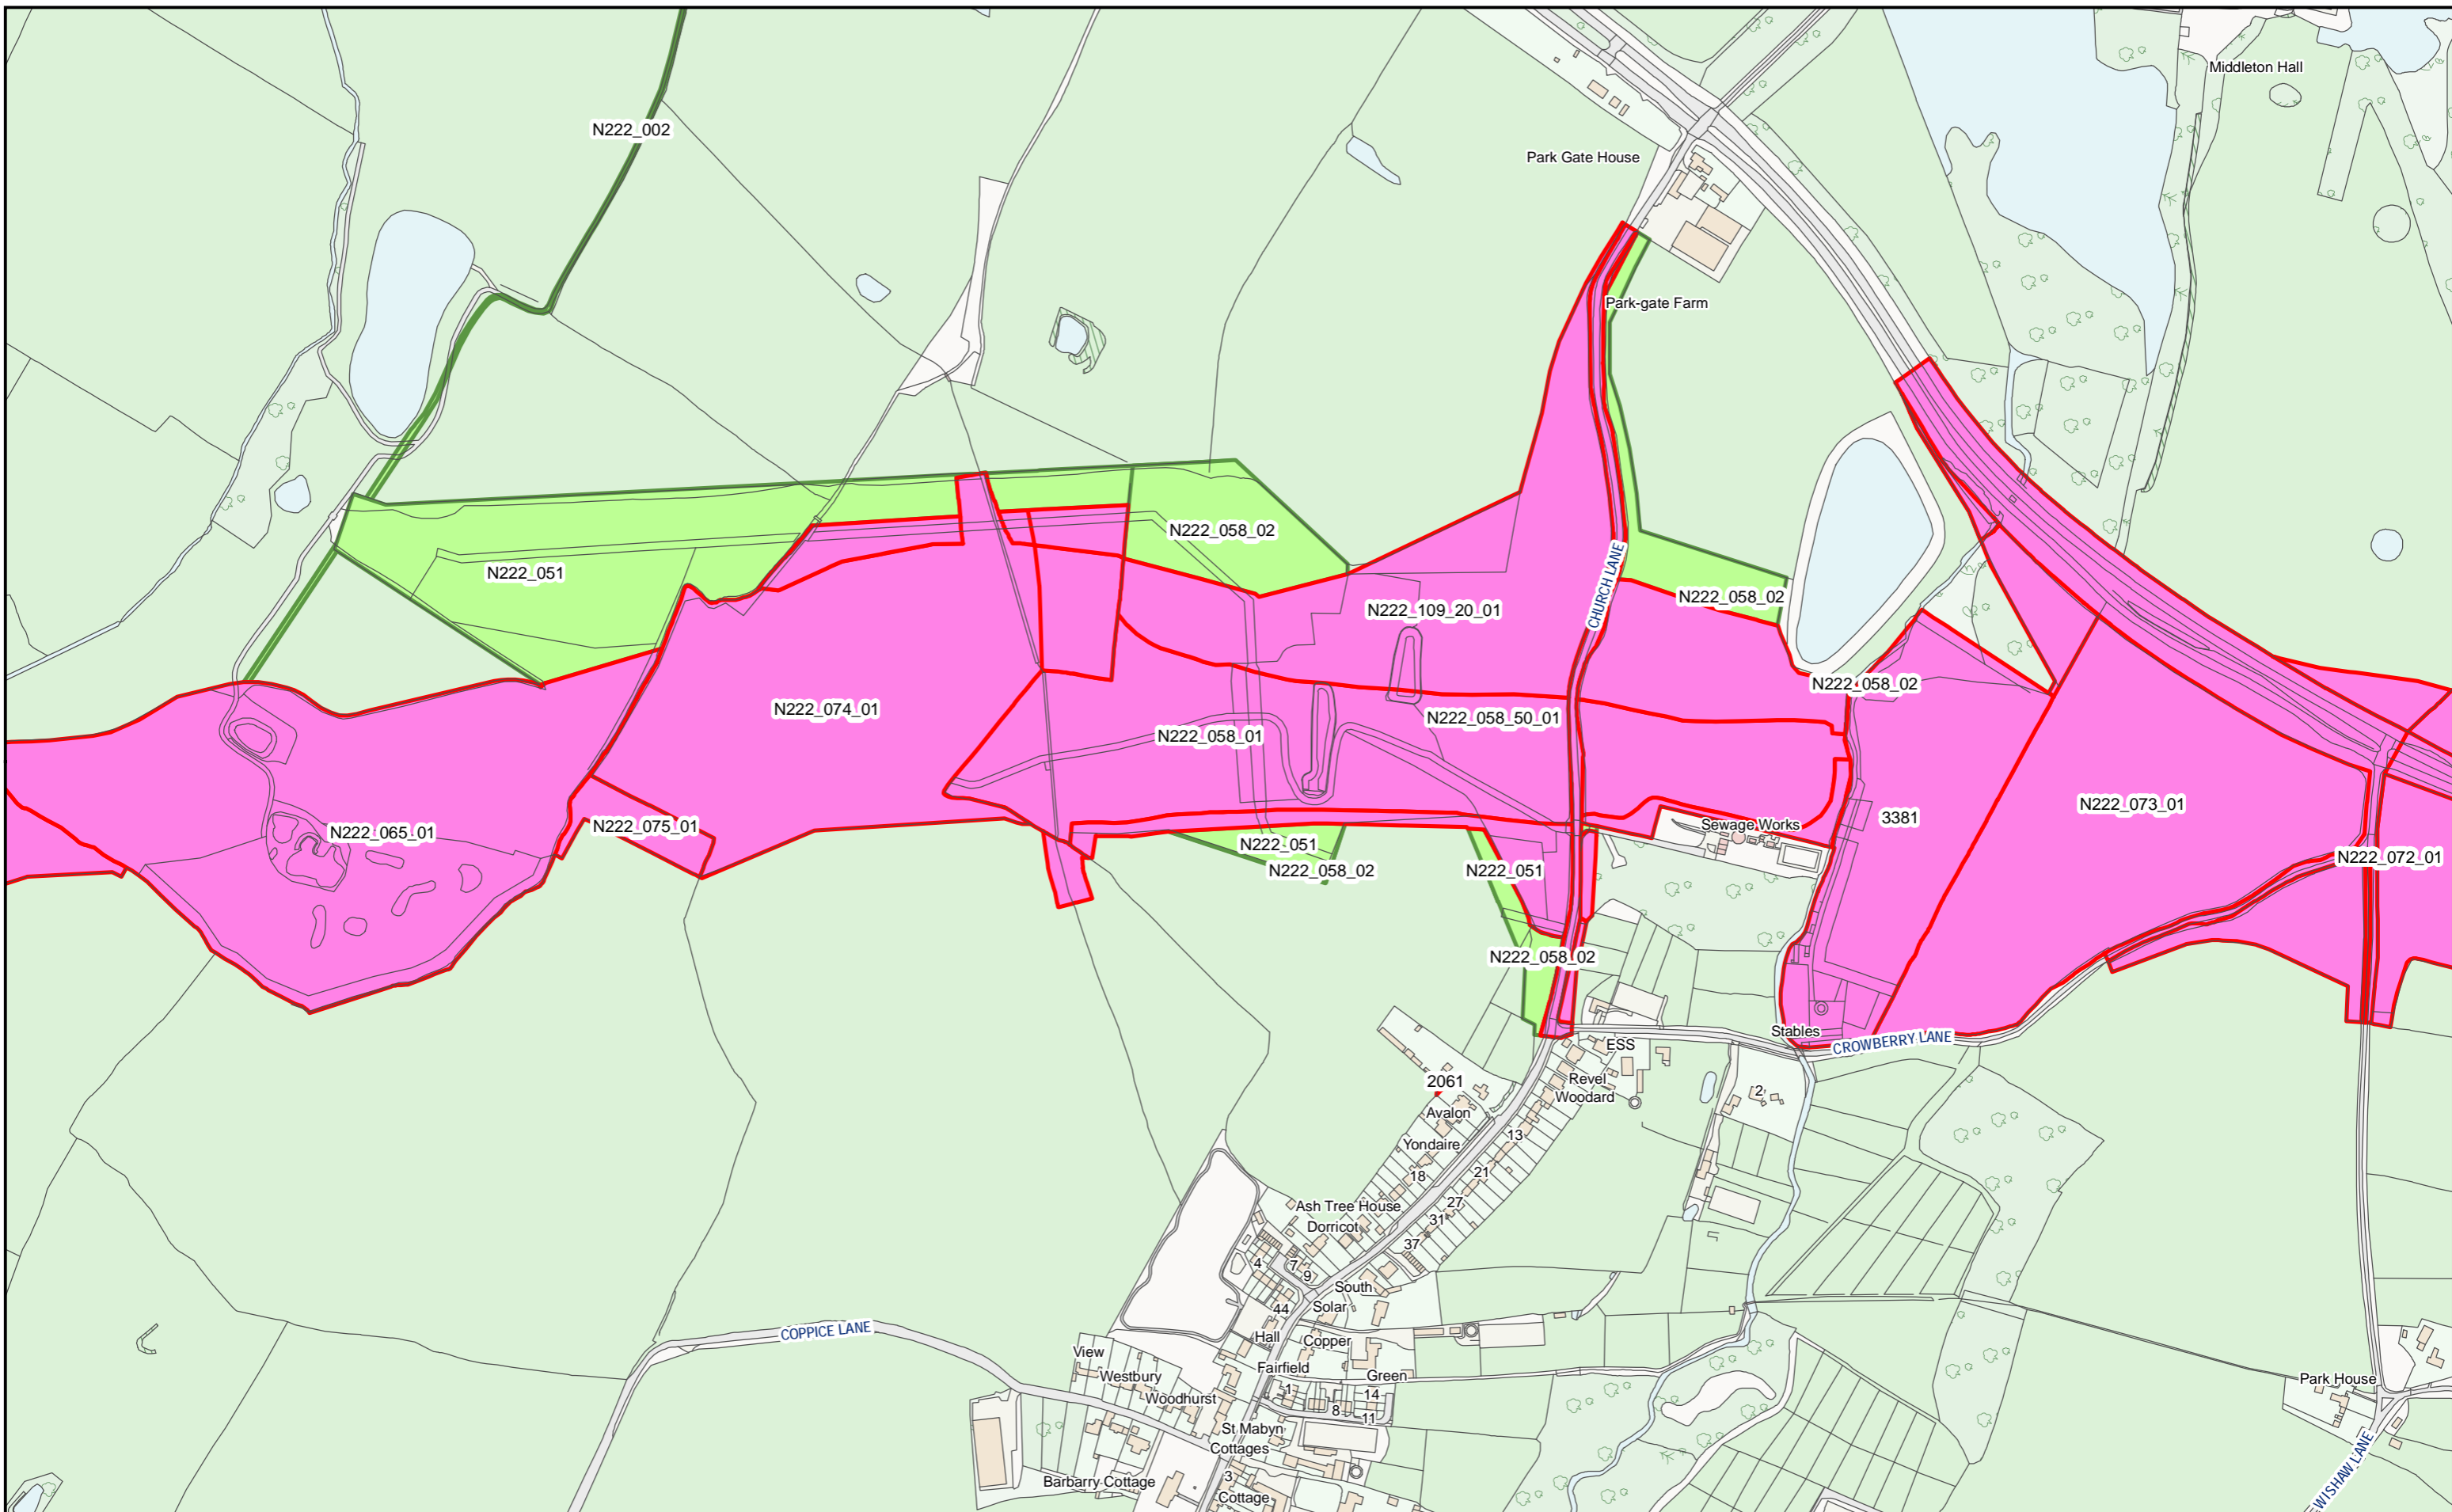 Middleton Hall
N222_002
Park Gate House
Park-gate Farm
N222_058_02
N222_051
CHURCH LANE
N222_058_02
N222_109_20_01
N222_058_02
N222_074_01
N222_058_50_01
N222_058_01
N222_073_01
3381
Sewage Works
N222_075_01
N222_065_01
N222_051
N222_072_01
N222_058_02
N222_051
N222_058_02
Stables
CROWBERRY LANE
ESS
2061
Revel
Woodard
2
Avalon
Yondaire
13
18
21
27
Ash Tree House
31
Dorricot
37
4
7
9
South
44
Solar
COPPICE LANE
Hall
Copper
View
Fairfield
Westbury
Green
Park House
1
14
Woodhurst
8
11
St Mabyn
Cottages
3
Barbarry Cottage
Cottage
WISHAW LANE